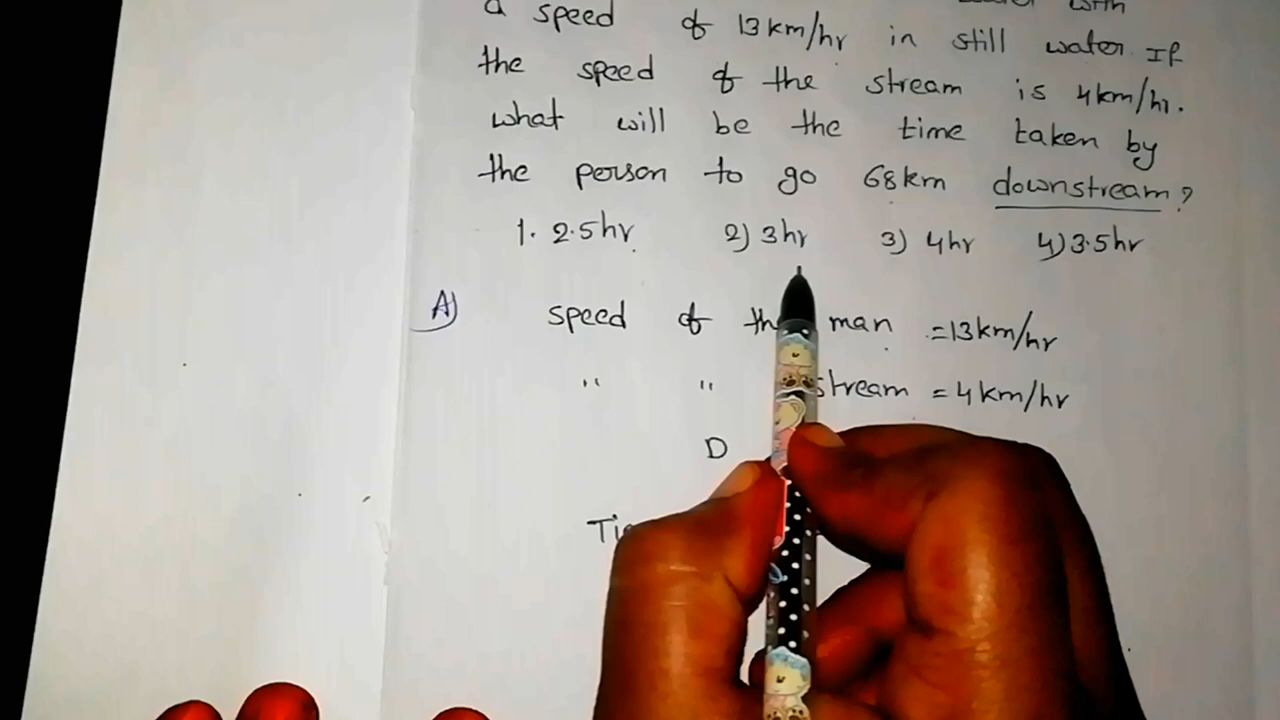 a speed of 13km/hr in still water. If
the speed of the stream is 4km/hr.
what will be the time taken by
the person to go 68km downstream?
1. 2.5hr 2) 3hr 3) 4hr 4) 3.5hr
A) speed of man =13km/hr
" " stream =4km/hr
D